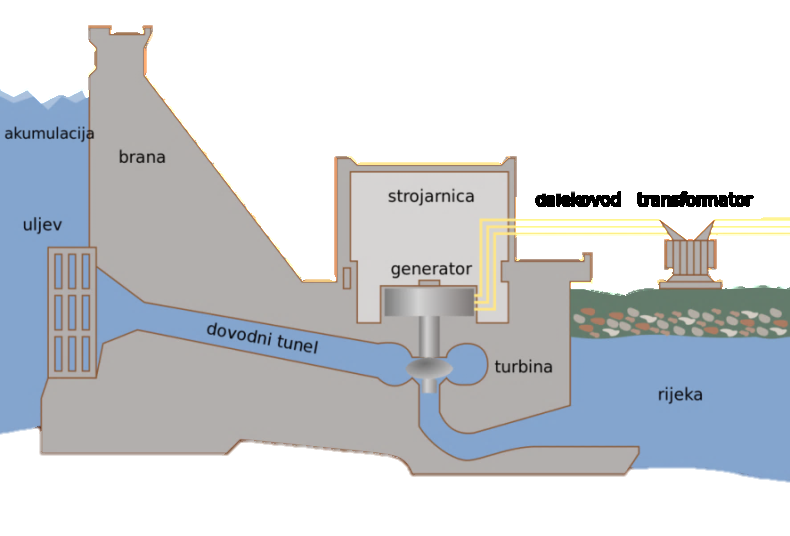 akumulacija
brana
uljev
strojarnica
dalekovod transformator
generator
dovodni tunel
turbina
rijeka